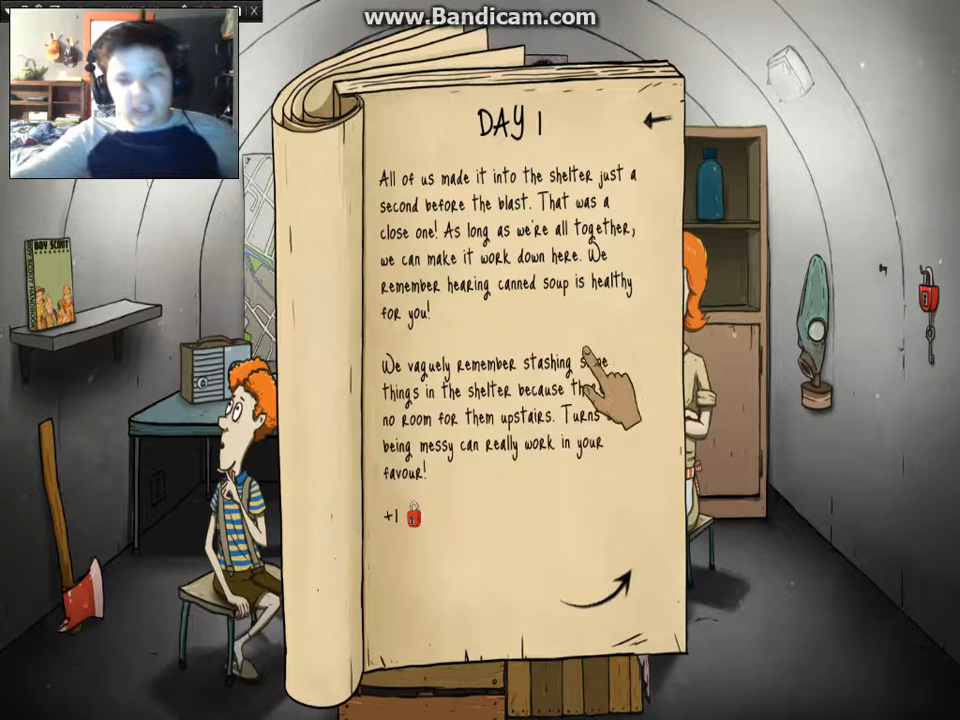 www.Bandicam.com
DAY 1
All of us made it into the shelter just a
second before the blast. That was a
close one! As long as we're all together,
we can make it work down here. We
remember hearing canned soup is healthy
for you!
We vaguely remember stashing
things in the shelter because
no room for them upstairs. Turns
being messy can really work in your
favour!
+1
BOY SCOUT
HANDBOOK